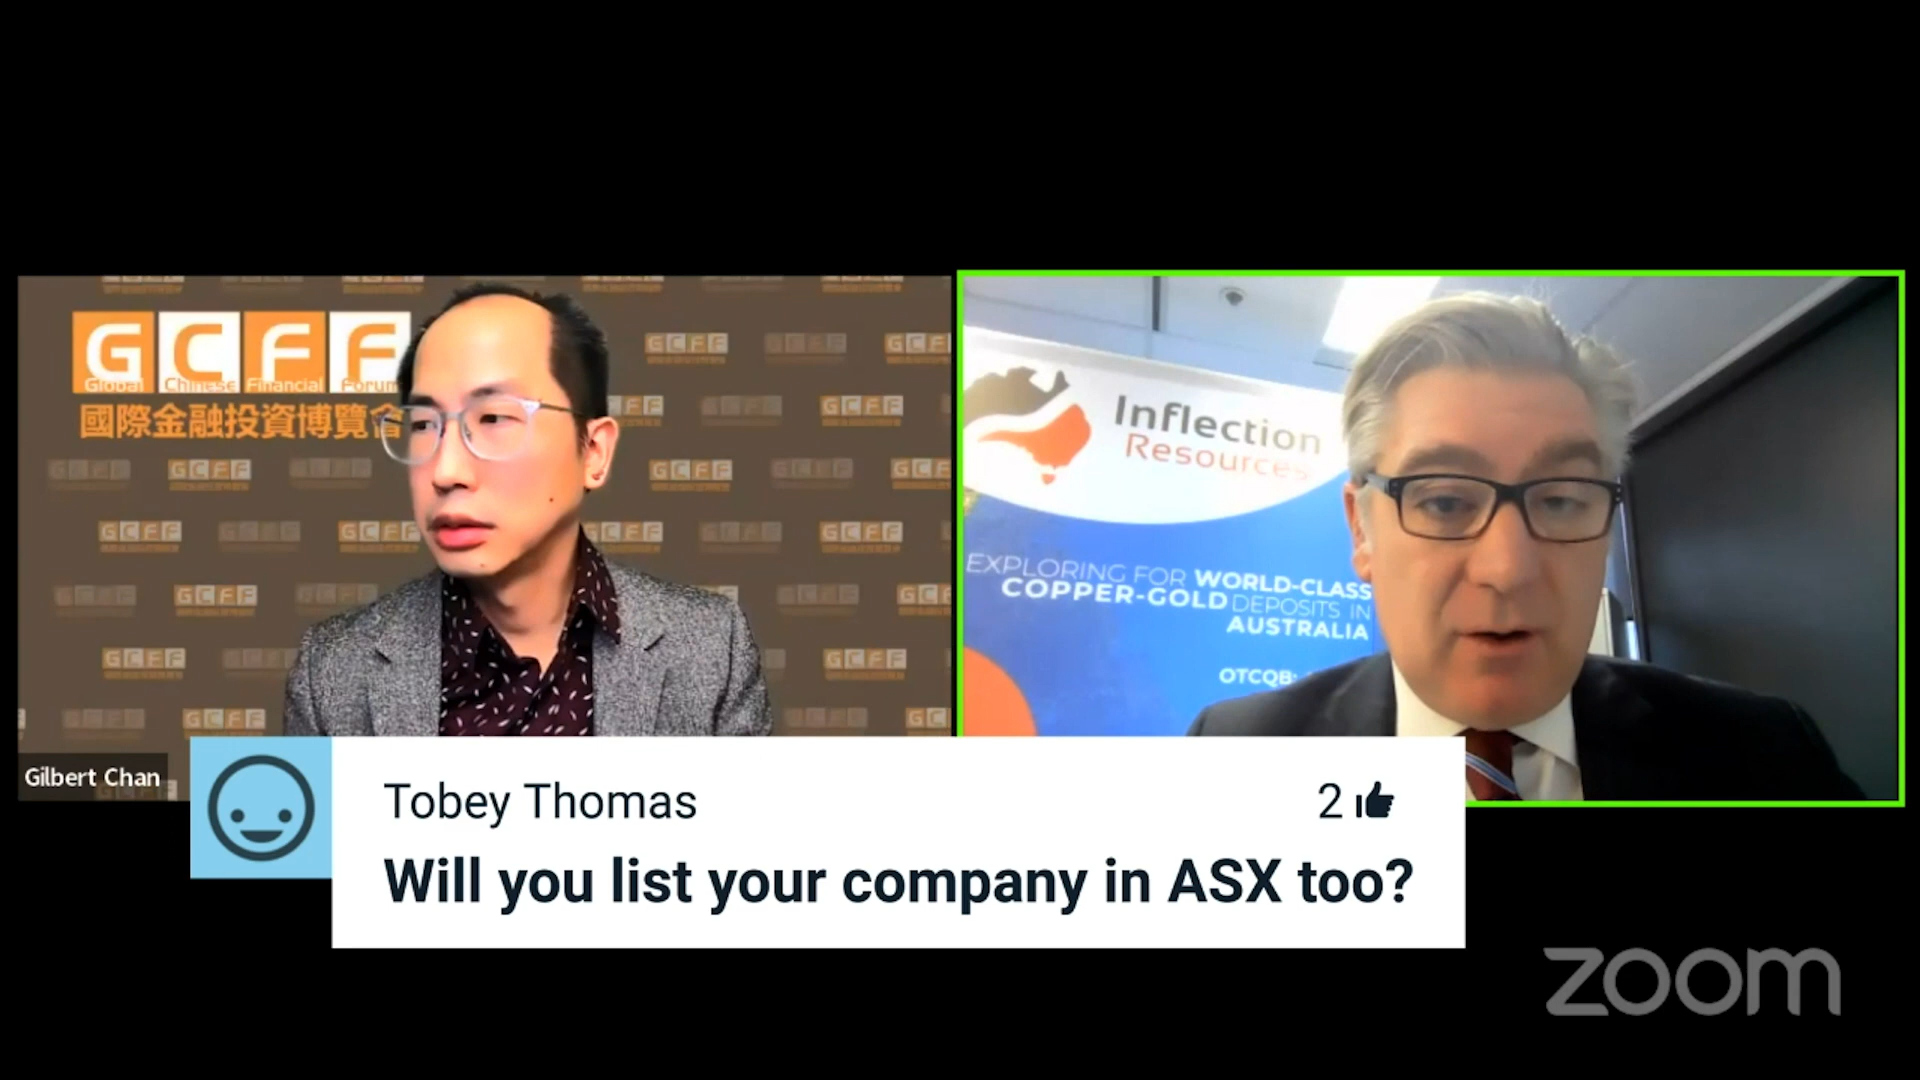 GCFF
Global Chinese Financial Forum
國際金融投資博覽會
Gilbert Chan
Inflection
Resources
EXPLORING FOR WORLD-CLASS
COPPER-GOLD DEPOSITS IN
AUSTRALIA
OTCQB:
Tobey Thomas
2
Will you list your company in ASX too?
zoom